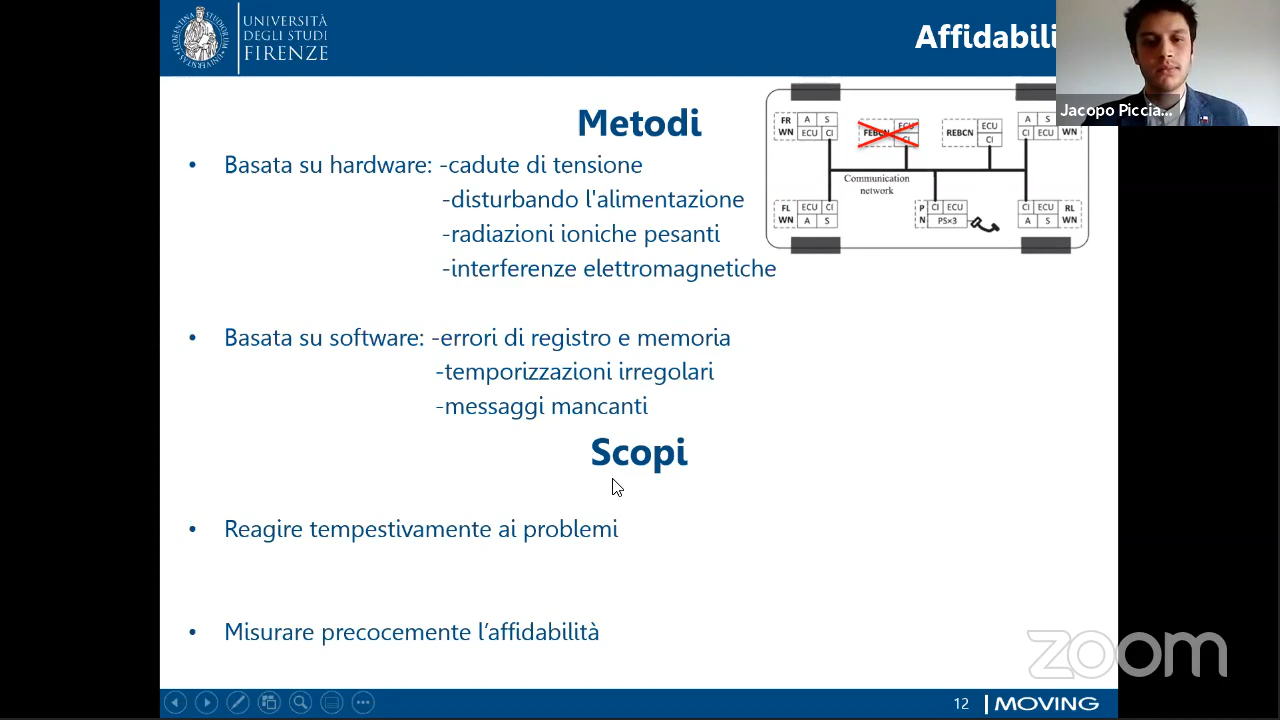 UNIVERSITÀ
DEGLI STUDI
FIRENZE
Affidabili
Jacopo Piccia...
Metodi
• Basata su hardware: -cadute di tensione
-disturbando l'alimentazione
-radiazioni ioniche pesanti
-interferenze elettromagnetiche
FR A S
WN ECU CI
FEBCN ECU
CI
REBCN ECU
CI
A S
CI ECU WN
Communication
network
FL ECU CI
WN A S
P CI ECU
N PS×3
CI ECU RL
A S WN
• Basata su software: -errori di registro e memoria
-temporizzazioni irregolari
-messaggi mancanti
Scopi
• Reagire tempestivamente ai problemi
• Misurare precocemente l’affidabilità
zoom
12 | MOVING